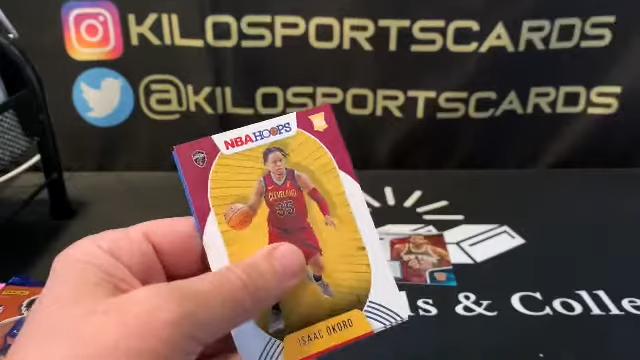 KILOSPORTSCARDS
@KILOSPORTSCARDS
NBA HOOPS
CLEVELAND
35
ISAAC OKORO
& Colle